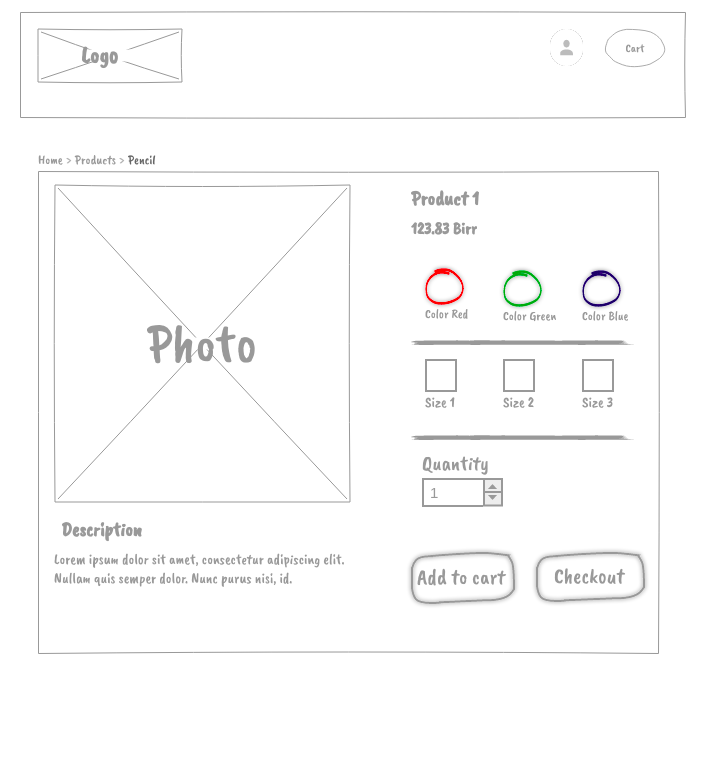 Logo
Cart
Home > Products > Pencil
Photo
Description
Lorem ipsum dolor sit amet, consectetur adipiscing elit.
Nullam quis semper dolor. Nunc purus nisi, id.
Product 1
123.83 Birr
Color Red
Color Green
Color Blue
Size 1
Size 2
Size 3
Quantity
1
Add to cart
Checkout